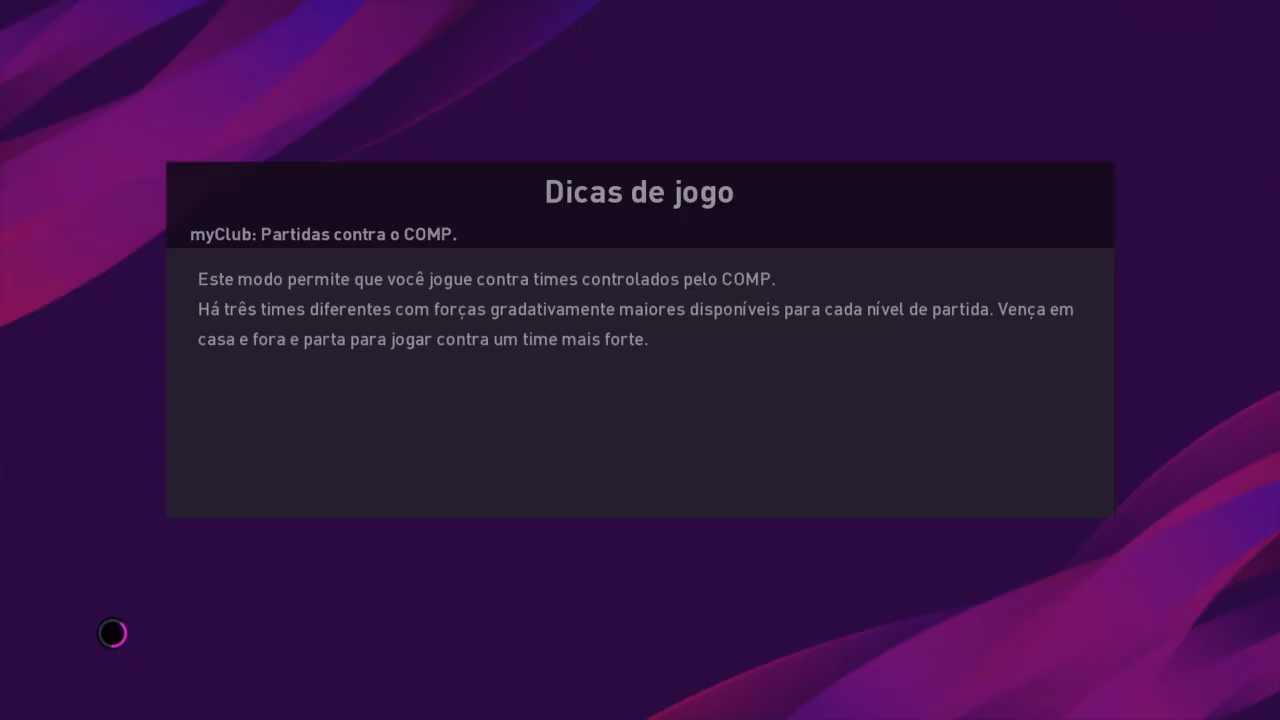 Dicas de jogo
myClub: Partidas contra o COMP.
Este modo permite que você jogue contra times controlados pelo COMP.
Há três times diferentes com forças gradativamente maiores disponíveis para cada nível de partida. Vença em
casa e fora e parta para jogar contra um time mais forte.